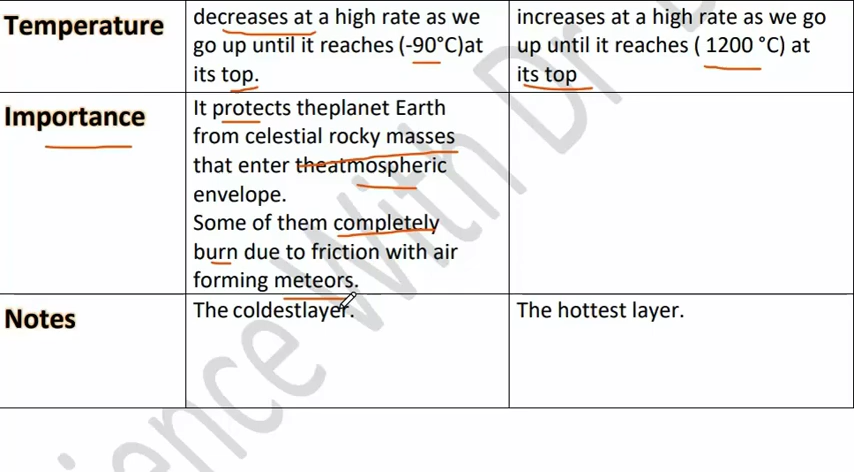 Temperature
decreases at a high rate as we
go up until it reaches (-90°C)at
its top.
increases at a high rate as we go
up until it reaches ( 1200 °C) at
its top
Importance
It protects theplanet Earth
from celestial rocky masses
that enter theatmospheric
envelope.
Some of them completely
burn due to friction with air
forming meteors.
Notes
The coldestlayer.
The hottest layer.
ience With Dr